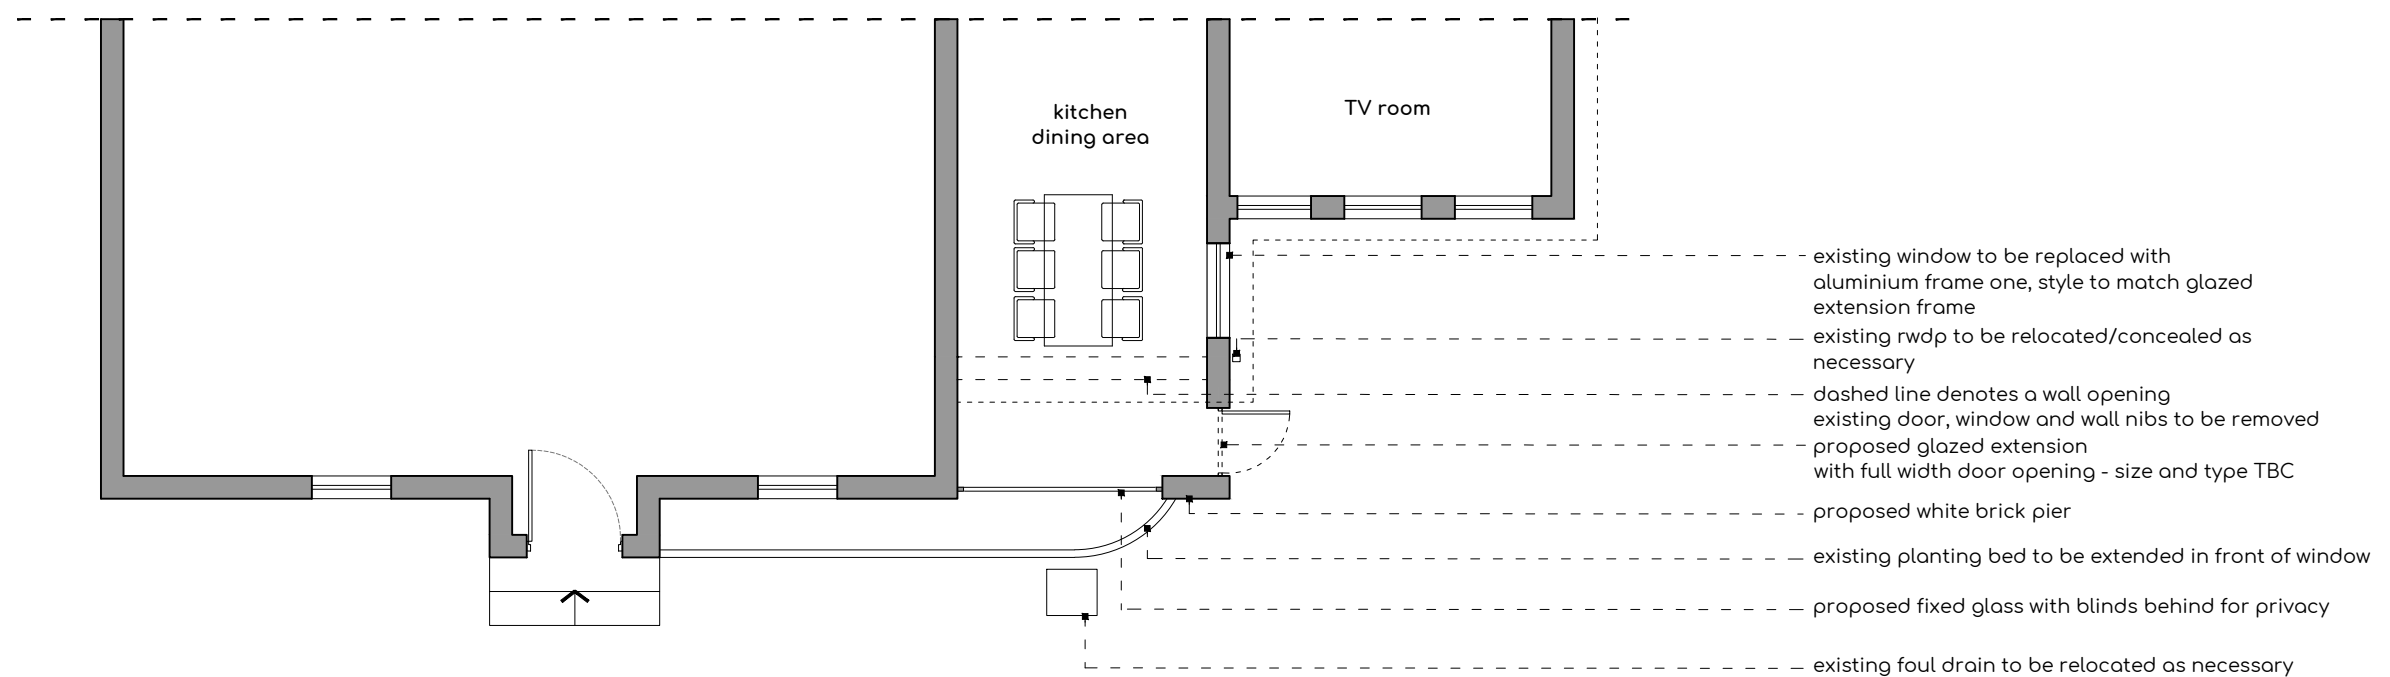 kitchen
dining area
TV room
existing window to be replaced with
aluminium frame one, style to match glazed
extension frame
existing rwdp to be relocated/concealed as
necessary
dashed line denotes a wall opening
existing door, window and wall nibs to be removed
proposed glazed extension
with full width door opening - size and type TBC
proposed white brick pier
existing planting bed to be extended in front of window
proposed fixed glass with blinds behind for privacy
existing foul drain to be relocated as necessary